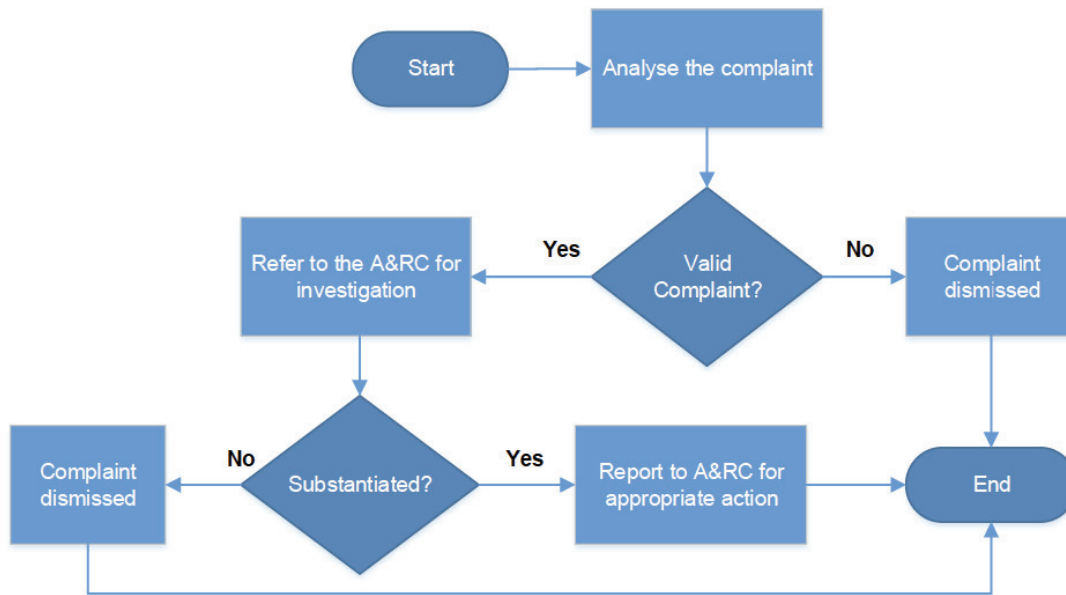 Start
Analyse the complaint
Valid
Complaint?
Yes
No
Refer to the A&RC for
investigation
Complaint
dismissed
Substantiated?
No
Yes
Complaint
dismissed
Report to A&RC for
appropriate action
End